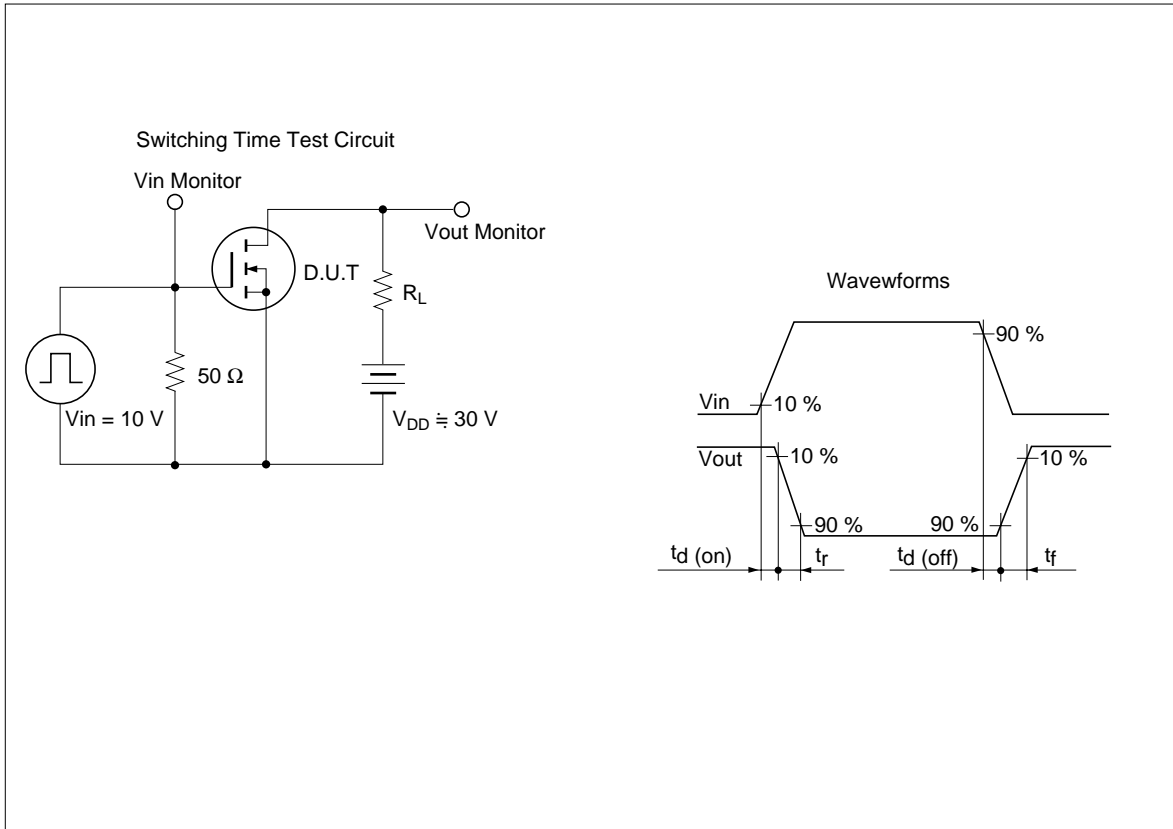 Switching Time Test Circuit
Vin Monitor
Vout Monitor
D.U.T
RL
50 Ω
Vin = 10 V
VDD ≒ 30 V
Wavewforms
90 %
Vin
10 %
Vout
10 %
10 %
90 %
90 %
td (on)
tr
td (off)
tf